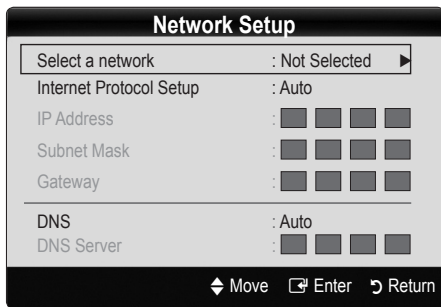 Network Setup
Select a network : Not Selected ▶
Internet Protocol Setup : Auto
IP Address :
Subnet Mask :
Gateway :
DNS : Auto
DNS Server :
Move Enter Return